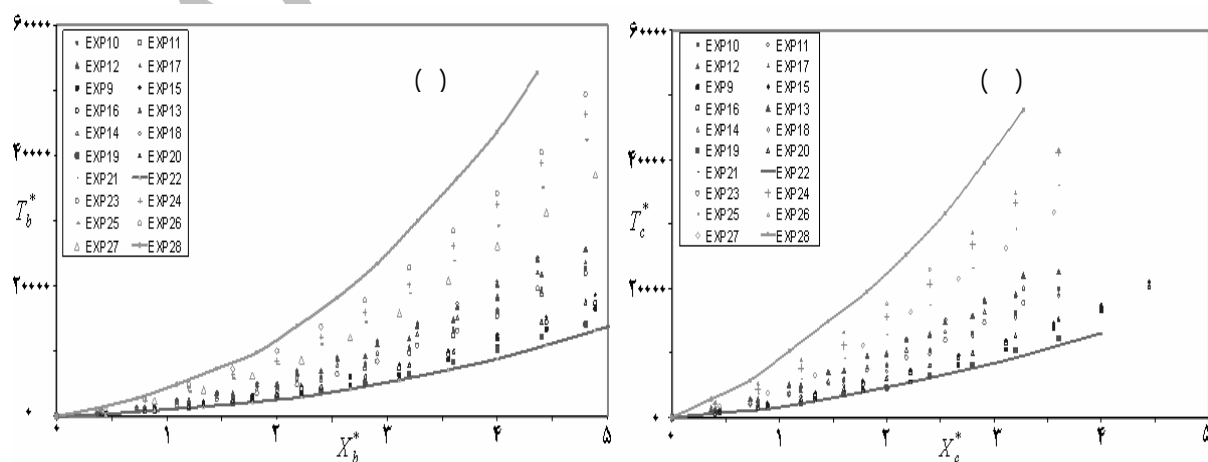 ۶۰۰۰۰
EXP10 EXP11
EXP12 EXP17
EXP9 EXP15
EXP16 EXP13
EXP14 EXP18
EXP19 EXP20
EXP21 EXP22
EXP23 EXP24
EXP25 EXP26
EXP27 EXP28
( )
۴۰۰۰۰
T_b^*
۲۰۰۰۰
۰
۰ ۱ ۲ ۳ ۴ ۵
X_b^*
۶۰۰۰۰
EXP10 EXP11
EXP12 EXP17
EXP9 EXP15
EXP16 EXP13
EXP14 EXP18
EXP19 EXP20
EXP21 EXP22
EXP23 EXP24
EXP25 EXP26
EXP27 EXP28
( )
۴۰۰۰۰
T_c^*
۲۰۰۰۰
۰
۰ ۱ ۲ ۳ ۴ ۵
X_c^*